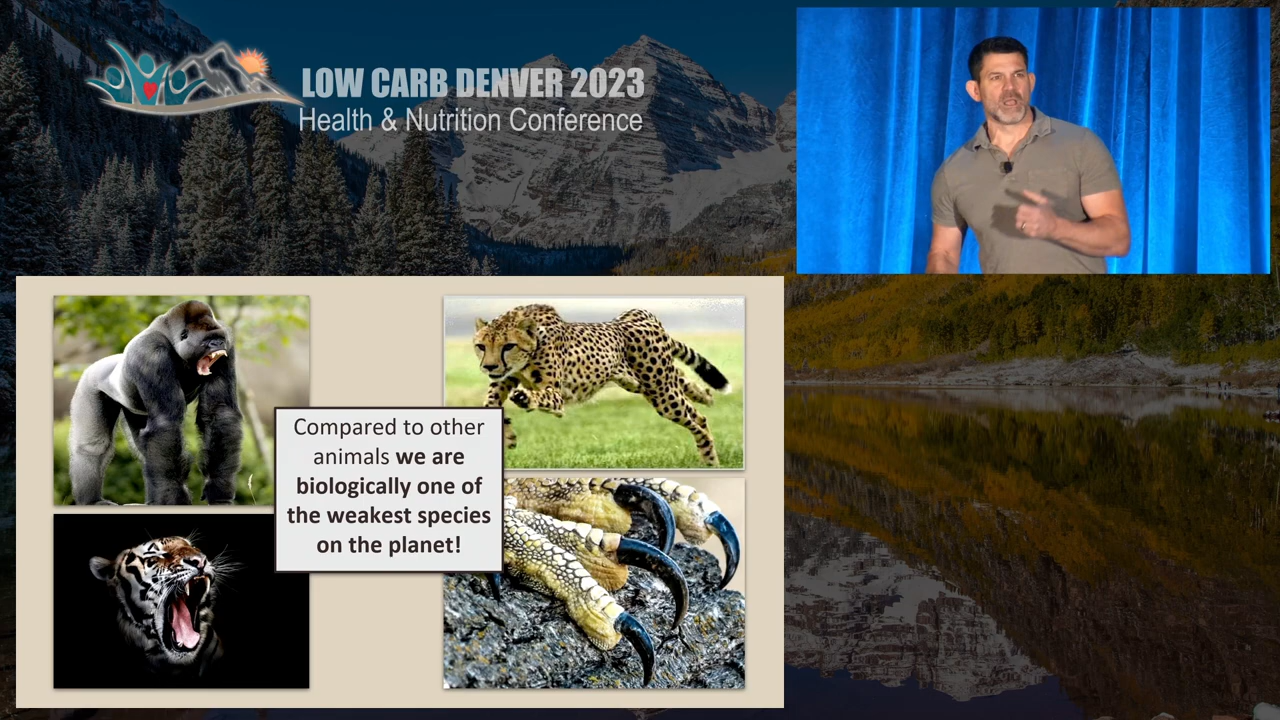 LOW CARB DENVER 2023
Health & Nutrition Conference
Compared to other
animals we are
biologically one of
the weakest species
on the planet!